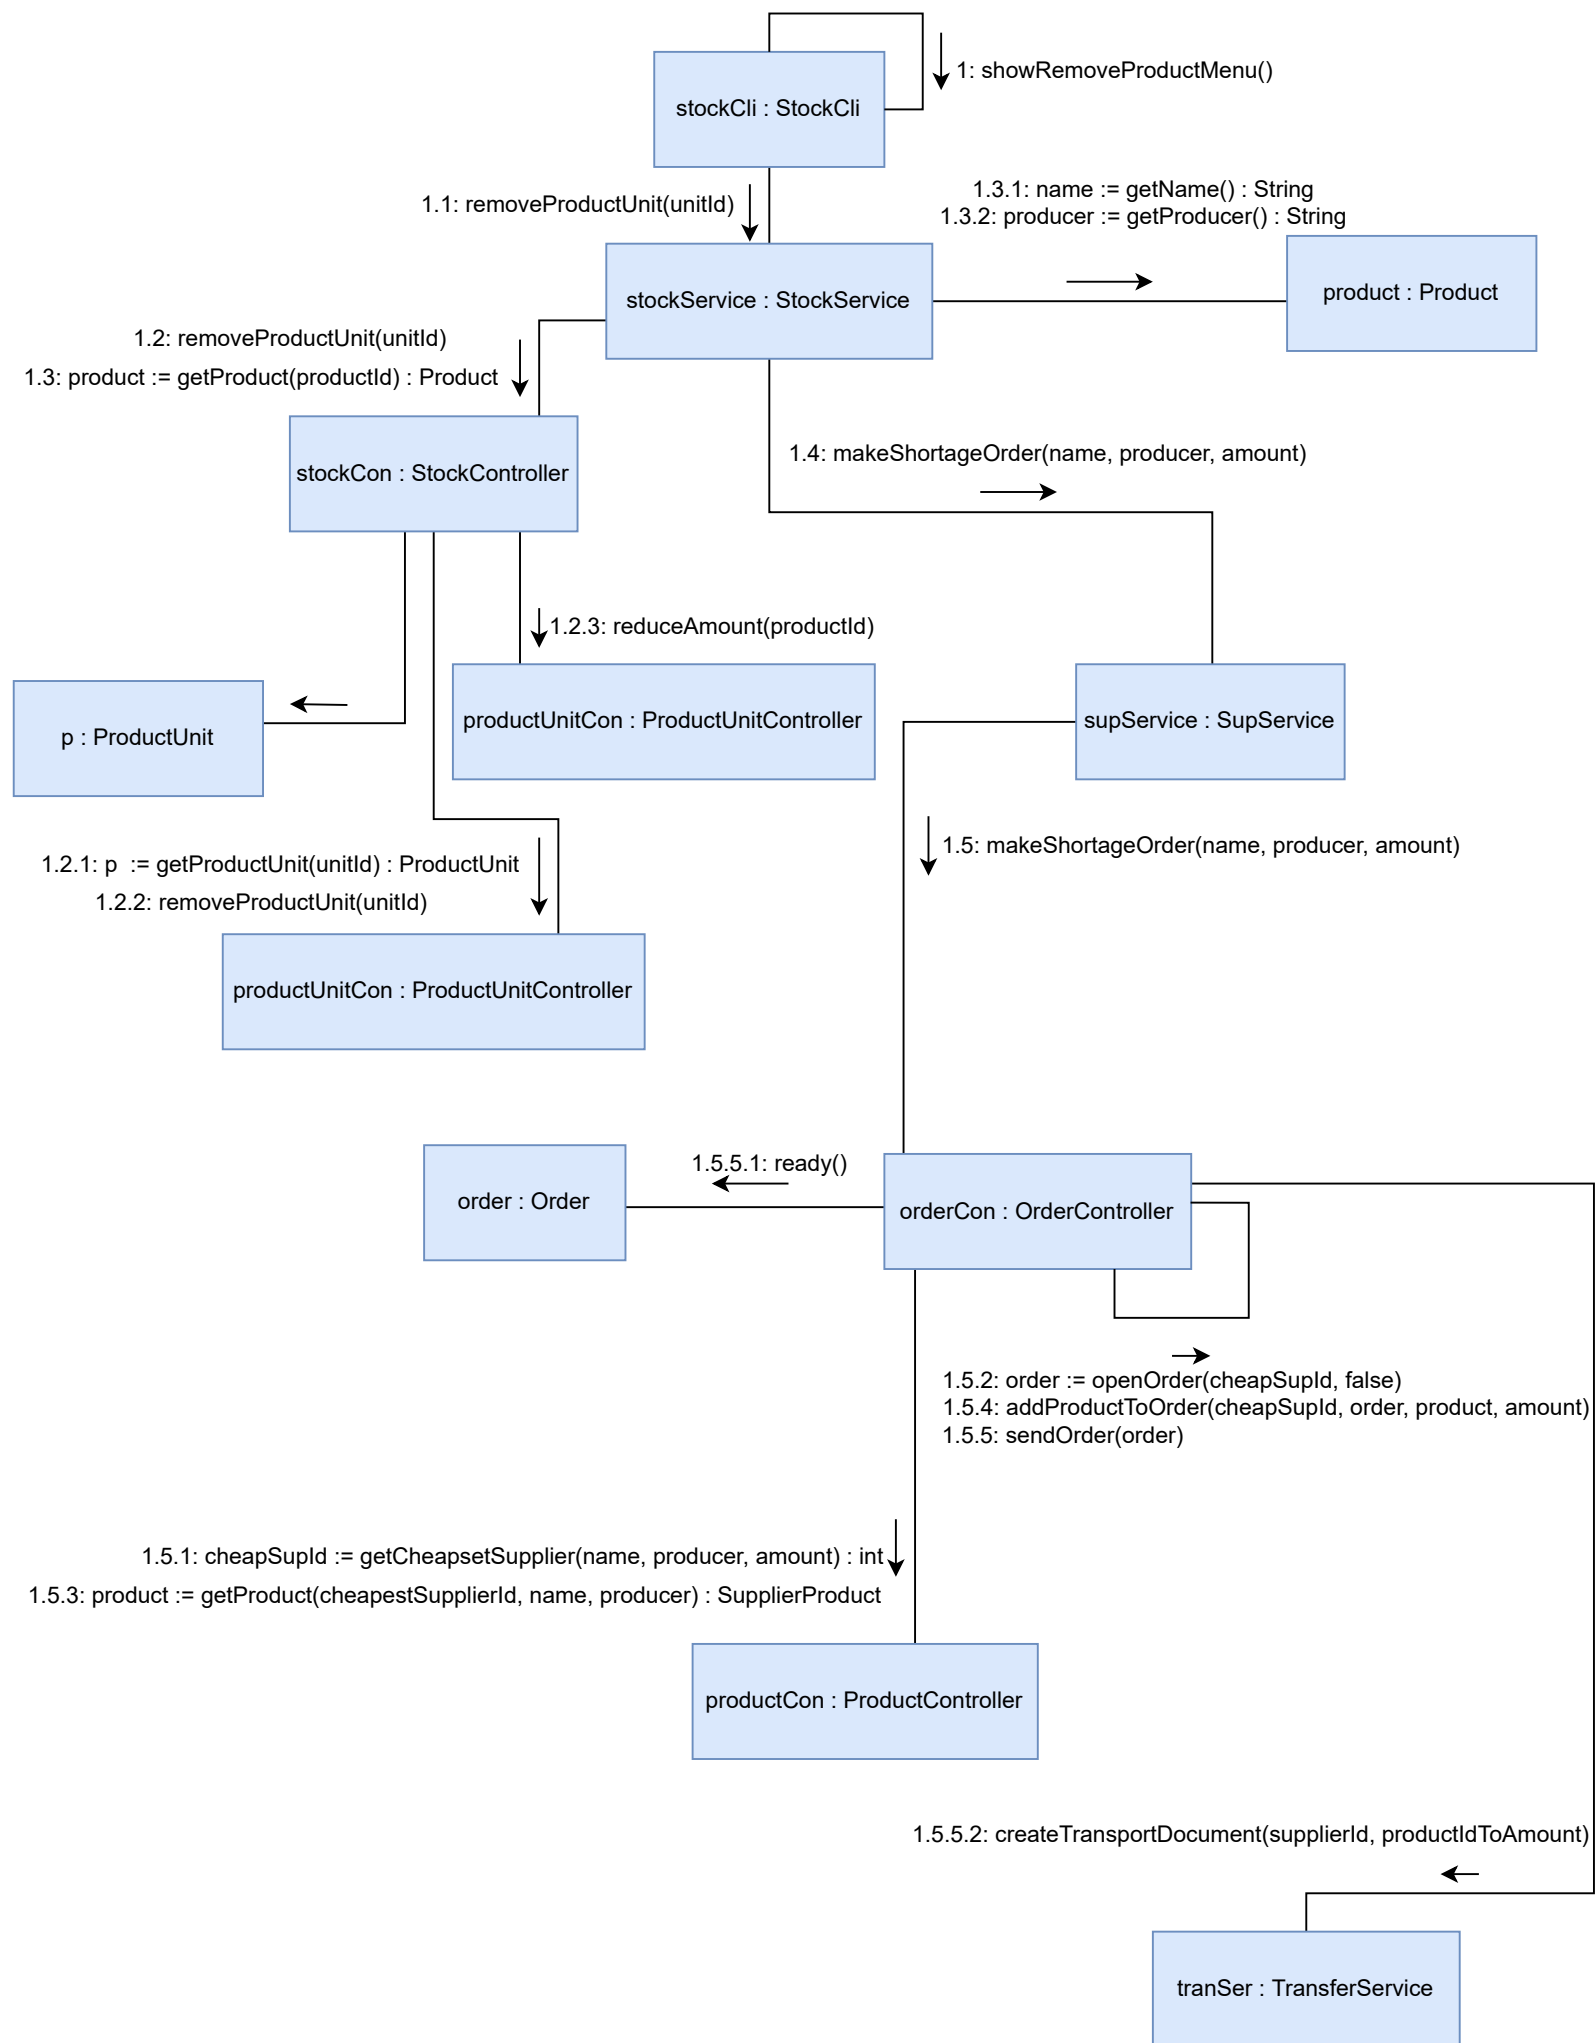 stockCli : StockCli
1: showRemoveProductMenu()
1.1: removeProductUnit(unitId)
1.3.1: name := getName() : String
1.3.2: producer := getProducer() : String
stockService : StockService
product : Product
1.2: removeProductUnit(unitId)
1.3: product := getProduct(productId) : Product
stockCon : StockController
1.4: makeShortageOrder(name, producer, amount)
1.2.3: reduceAmount(productId)
p : ProductUnit
productUnitCon : ProductUnitController
supService : SupService
1.2.1: p  := getProductUnit(unitId) : ProductUnit
1.2.2: removeProductUnit(unitId)
1.5: makeShortageOrder(name, producer, amount)
productUnitCon : ProductUnitController
order : Order
1.5.5.1: ready()
orderCon : OrderController
1.5.2: order := openOrder(cheapSupId, false)
1.5.4: addProductToOrder(cheapSupId, order, product, amount)
1.5.5: sendOrder(order)
1.5.1: cheapSupId := getCheapsetSupplier(name, producer, amount) : int
1.5.3: product := getProduct(cheapestSupplierId, name, producer) : SupplierProduct
productCon : ProductController
1.5.5.2: createTransportDocument(supplierId, productIdToAmount)
tranSer : TransferService